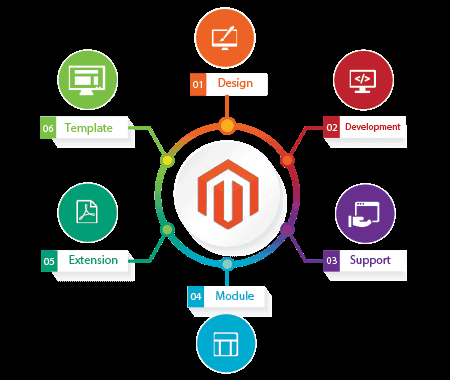 01 Design
02 Development
03 Support
04 Module
05 Extension
06 Template